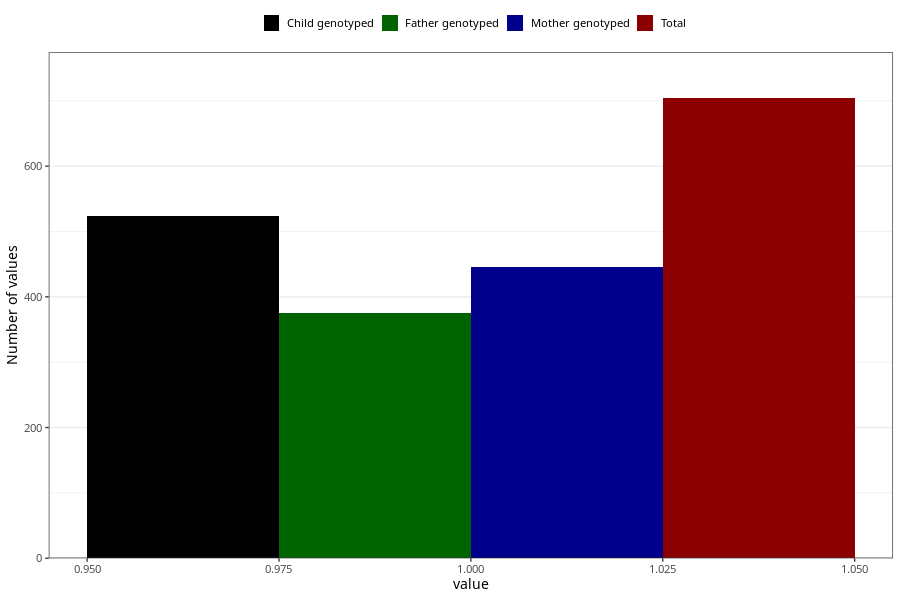 Child genotyped Father genotyped Mother genotyped Total
Number of values
600
400
200
0
0.950 0.975 1.000 1.025 1.050
value